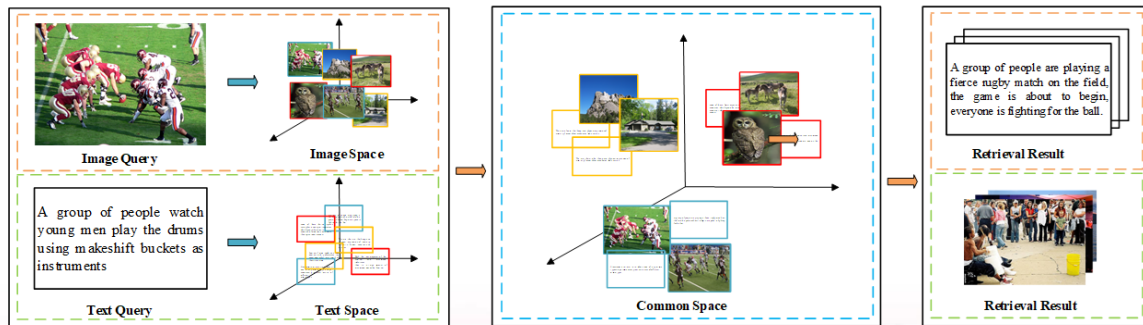 Image Query
Image Space
A group of people watch
young men play the drums
using makeshift buckets as
instruments
Text Query
Text Space
Common Space
A group of people are playing a
fierce rugby match on the field,
the game is about to begin,
everyone is fighting for the ball.
Retrieval Result
Retrieval Result